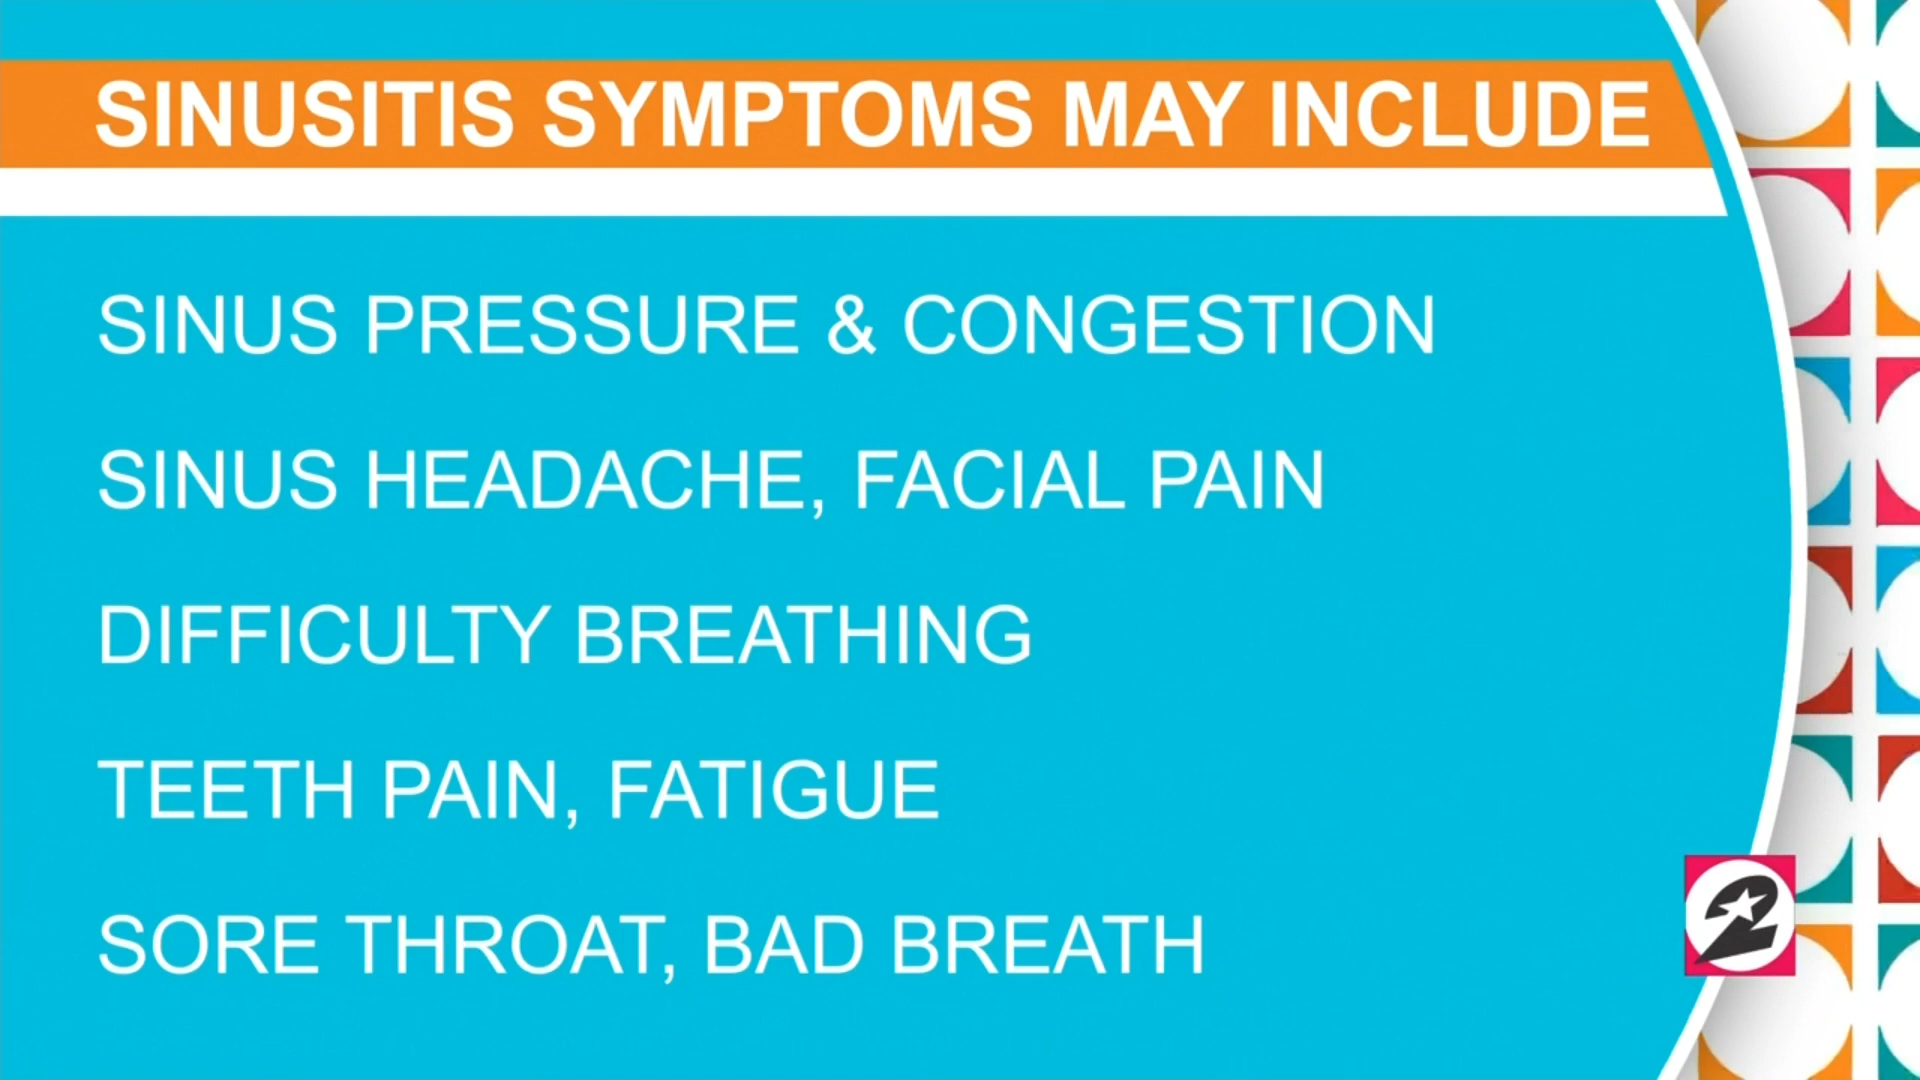 SINUSITIS SYMPTOMS MAY INCLUDE
SINUS PRESSURE & CONGESTION
SINUS HEADACHE, FACIAL PAIN
DIFFICULTY BREATHING
TEETH PAIN, FATIGUE
SORE THROAT, BAD BREATH
2